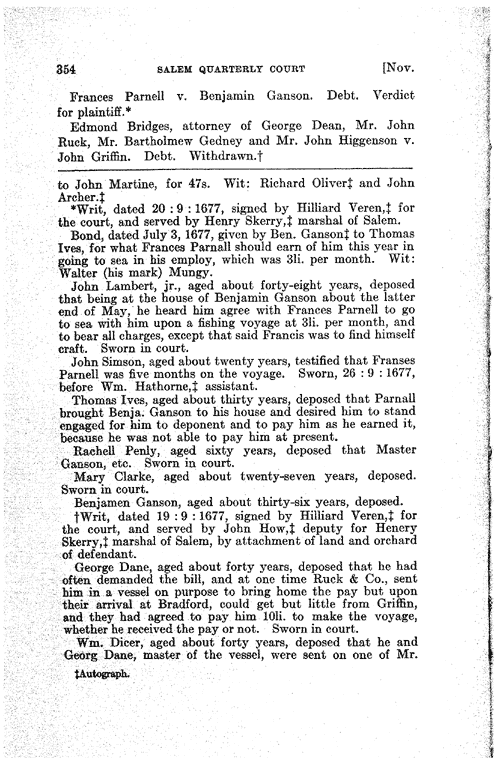 354 SALEM QUARTERLY COURT [Nov.
Frances Parnell v. Benjamin Ganson. Debt. Verdict
for plaintiff.*
Edmond Bridges, attorney of George Dean, Mr. John
Ruck, Mr. Bartholmew Gedney and Mr. John Higgenson v.
John Griffin. Debt. Withdrawn.†
to John Martine, for 47s. Wit: Richard Oliver‡ and John
Archer.‡
*Writ, dated 20 : 9 : 1677, signed by Hilliard Veren,‡ for
the court, and served by Henry Skerry,‡ marshal of Salem.
Bond, dated July 3, 1677, given by Ben. Ganson‡ to Thomas
Ives, for what Frances Parnall should earn of him this year in
going to sea in his employ, which was 3li. per month. Wit:
Walter (his mark) Mungy.
John Lambert, jr., aged about forty-eight years, deposed
that being at the house of Benjamin Ganson about the latter
end of May, he heard him agree with Frances Parnell to go
to sea with him upon a fishing voyage at 3li. per month, and
to bear all charges, except that said Francis was to find himself
craft. Sworn in court.
John Simson, aged about twenty years, testified that Franses
Parnell was five months on the voyage. Sworn, 26 : 9 : 1677,
before Wm. Hathorne,‡ assistant.
Thomas Ives, aged about thirty years, deposed that Parnall
brought Benja. Ganson to his house and desired him to stand
engaged for him to deponent and to pay him as he earned it,
because he was not able to pay him at present.
Rachell Penly, aged sixty years, deposed that Master
Ganson, etc. Sworn in court.
Mary Clarke, aged about twenty-seven years, deposed.
Sworn in court.
Benjamen Ganson, aged about thirty-six years, deposed.
†Writ, dated 19 : 9 : 1677, signed by Hilliard Veren,‡ for
the court, and served by John How,‡ deputy for Henery
Skerry,‡ marshal of Salem, by attachment of land and orchard
of defendant.
George Dane, aged about forty years, deposed that he had
often demanded the bill, and at one time Ruck & Co., sent
him in a vessel on purpose to bring home the pay but upon
their arrival at Bradford, could get but little from Griffin,
and they had agreed to pay him 10li. to make the voyage,
whether he received the pay or not. Sworn in court.
Wm. Dicer, aged about forty years, deposed that he and
Georg Dane, master of the vessel, were sent on one of Mr.
‡Autograph.